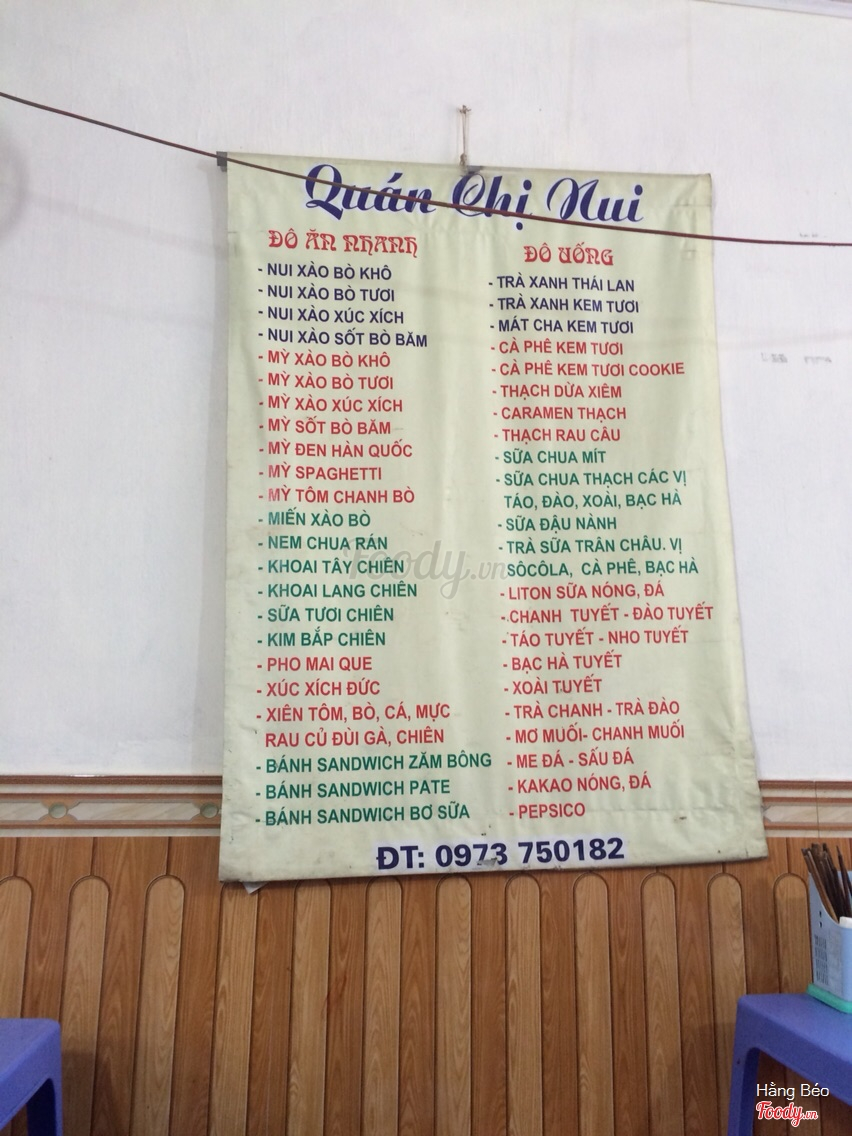 Quán Chị Nui
ĐỒ ĂN NHANH
- NUI XÀO BÒ KHÔ
- NUI XÀO BÒ TƯƠI
- NUI XÀO XÚC XÍCH
- NUI XÀO SỐT BÒ BĂM
- MỲ XÀO BÒ KHÔ
- MỲ XÀO BÒ TƯƠI
- MỲ XÀO XÚC XÍCH
- MỲ SỐT BÒ BĂM
- MỲ ĐEN HÀN QUỐC
- MỲ SPAGHETTI
- MỲ TÔM CHANH BÒ
- MIẾN XÀO BÒ
- NEM CHUA RÁN
- KHOAI TÂY CHIÊN
- KHOAI LANG CHIÊN
- SỮA TƯƠI CHIÊN
- KIM BẮP CHIÊN
- PHO MAI QUE
- XÚC XÍCH ĐỨC
- XIÊN TÔM, BÒ, CÁ, MỰC
RAU CỦ ĐÙI GÀ, CHIÊN
- BÁNH SANDWICH ZĂM BÔNG
- BÁNH SANDWICH PATE
- BÁNH SANDWICH BƠ SỮA
ĐỒ UỐNG
- TRÀ XANH THÁI LAN
- TRÀ XANH KEM TƯƠI
- MÁT CHA KEM TƯƠI
- CÀ PHÊ KEM TƯƠI
- CÀ PHÊ KEM TƯƠI COOKIE
- THẠCH DỪA XIÊM
- CARAMEN THẠCH
- THẠCH RAU CÂU
- SỮA CHUA MÍT
- SỮA CHUA THẠCH CÁC VỊ
TÁO, ĐÀO, XOÀI, BẠC HÀ
- SỮA ĐẬU NÀNH
- TRÀ SỮA TRÂN CHÂU. VỊ
SÔCÔLA, CÀ PHÊ, BẠC HÀ
- LITON SỮA NÓNG, ĐÁ
- CHANH TUYẾT - ĐÀO TUYẾT
- TÁO TUYẾT - NHO TUYẾT
- BẠC HÀ TUYẾT
- XOÀI TUYẾT
- TRÀ CHANH - TRÀ ĐÀO
- MƠ MUỐI- CHANH MUỐI
- ME ĐÁ - SẤU ĐÁ
- KAKAO NÓNG, ĐÁ
- PEPSICO
ĐT: 0973 750182
Foody.vn
Hằng Béo
Foody.vn